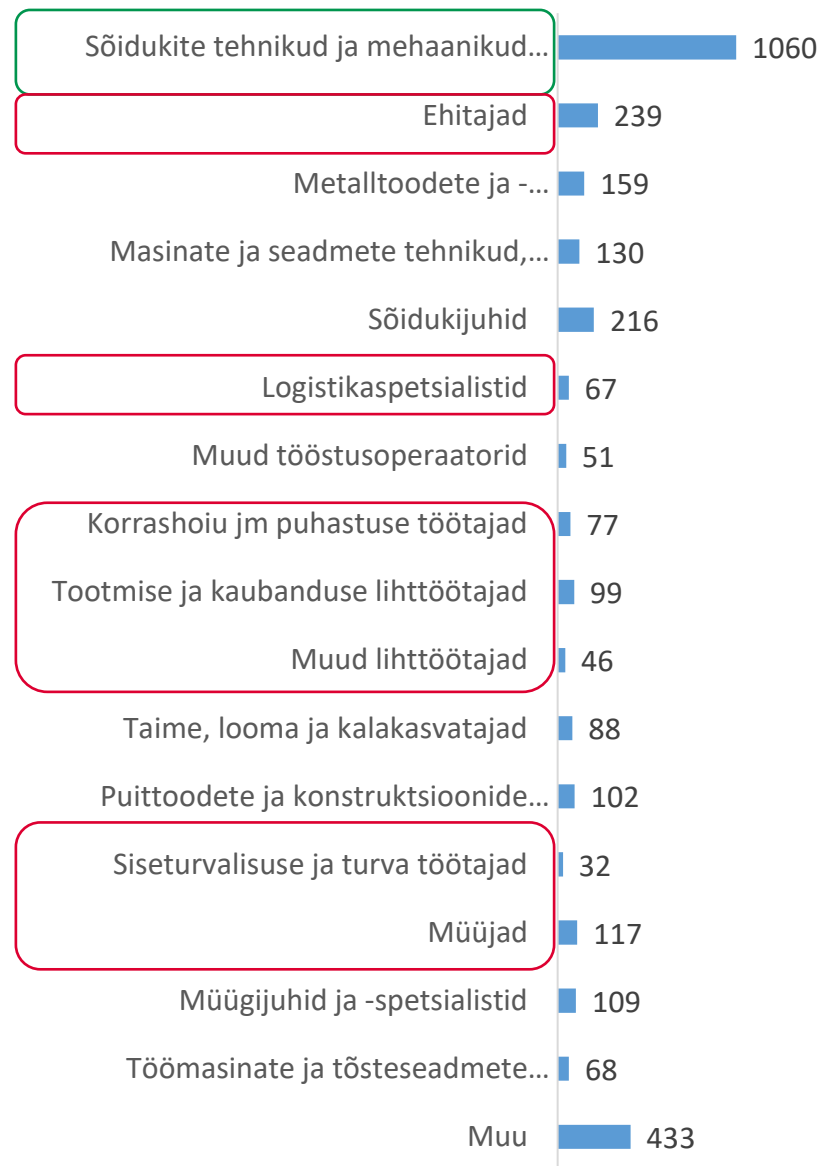 Sõidukite tehnikud ja mehaanikud... 1060
Ehitajad 239
Metalltoodete ja -... 159
Masinate ja seadmete tehnikud,... 130
Sõidukijuhid 216
Logistikaspetsialistid 67
Muud tööstusoperaatorid 51
Korrashoiu jm puhastuse töötajad 77
Tootmise ja kaubanduse lihttöötajad 99
Muud lihttöötajad 46
Taime, looma ja kalakasvatajad 88
Puittoodete ja konstruktsioonide... 102
Siseturvalisuse ja turva töötajad 32
Müüjad 117
Müügijuhid ja -spetsialistid 109
Töömasinate ja tõsteseadmete... 68
Muu 433